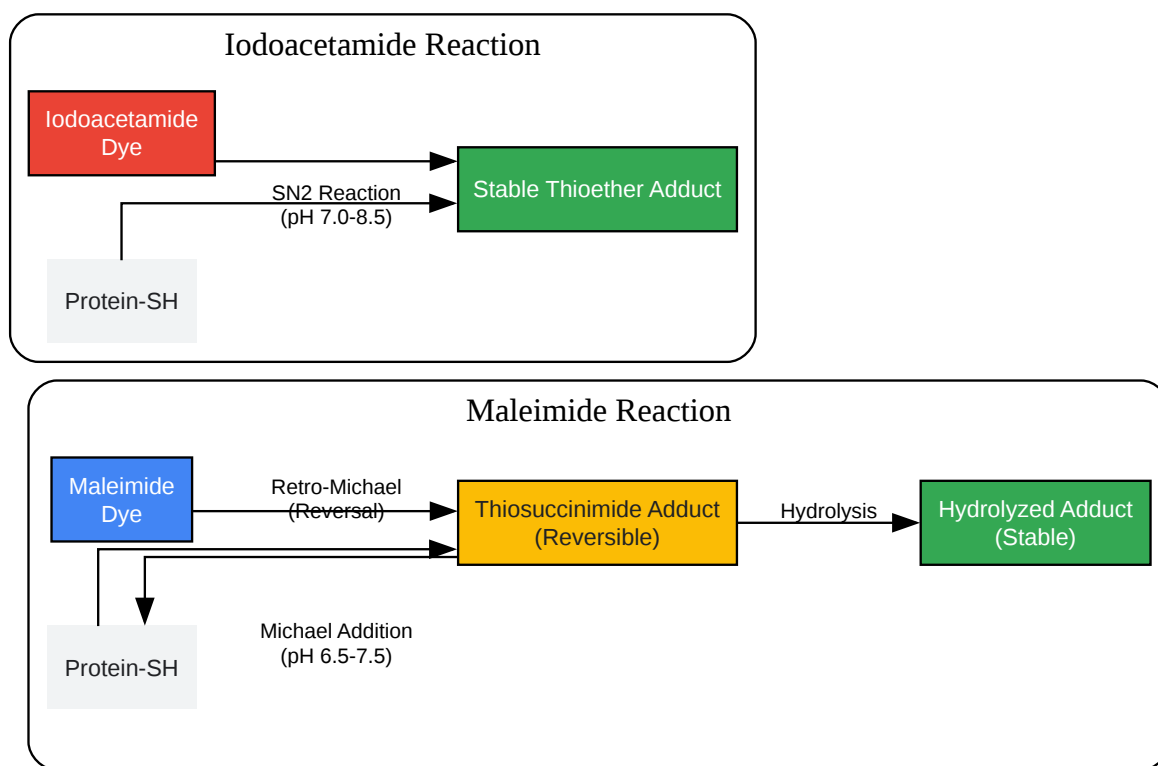 Iodoacetamide Reaction
Iodoacetamide
Dye
SN2 Reaction
(pH 7.0-8.5)
Stable Thioether Adduct
Protein-SH
Maleimide Reaction
Maleimide
Dye
Retro-Michael
(Reversal)
Thiosuccinimide Adduct
(Reversible)
Hydrolysis
Hydrolyzed Adduct
(Stable)
Protein-SH
Michael Addition
(pH 6.5-7.5)